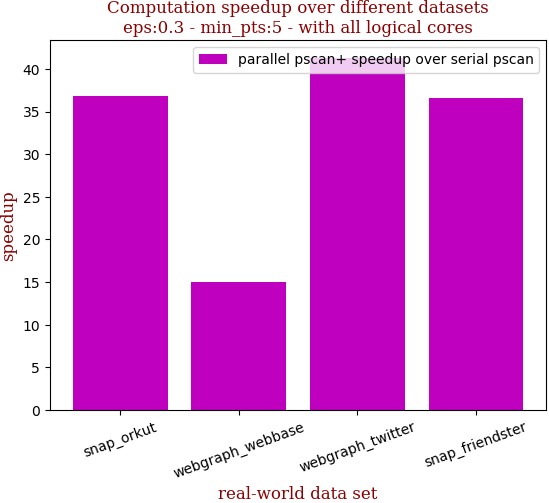 Computation speedup over different datasets
eps:0.3 - min_pts:5 - with all logical cores
parallel pscan+ speedup over serial pscan
speedup
40
35
30
25
20
15
10
5
0
snap_orkut
webgraph_webbase
webgraph_twitter
snap_friendster
real-world data set